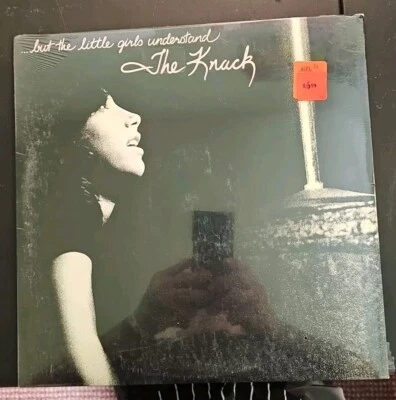 ...but the little girls understand
The Knack